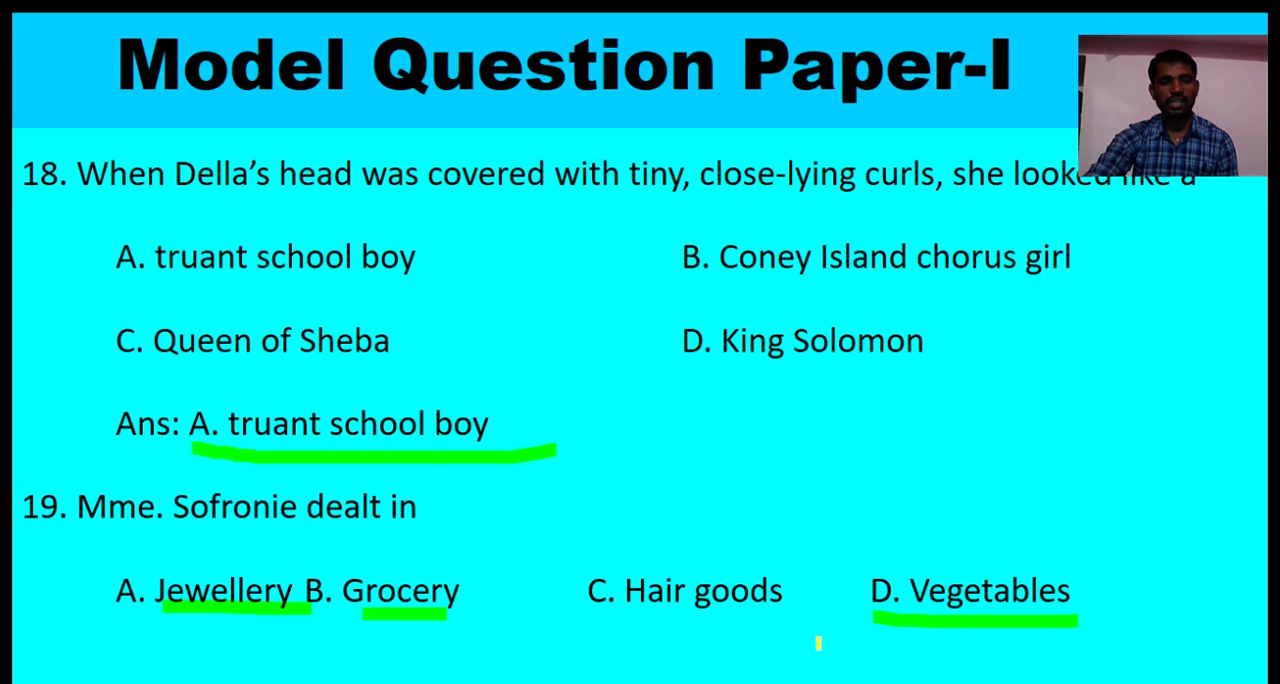 Model Question Paper-I
18. When Della’s head was covered with tiny, close-lying curls, she looked like a
A. truant school boy B. Coney Island chorus girl
C. Queen of Sheba D. King Solomon
Ans: A. truant school boy
19. Mme. Sofronie dealt in
A. Jewellery B. Grocery C. Hair goods D. Vegetables